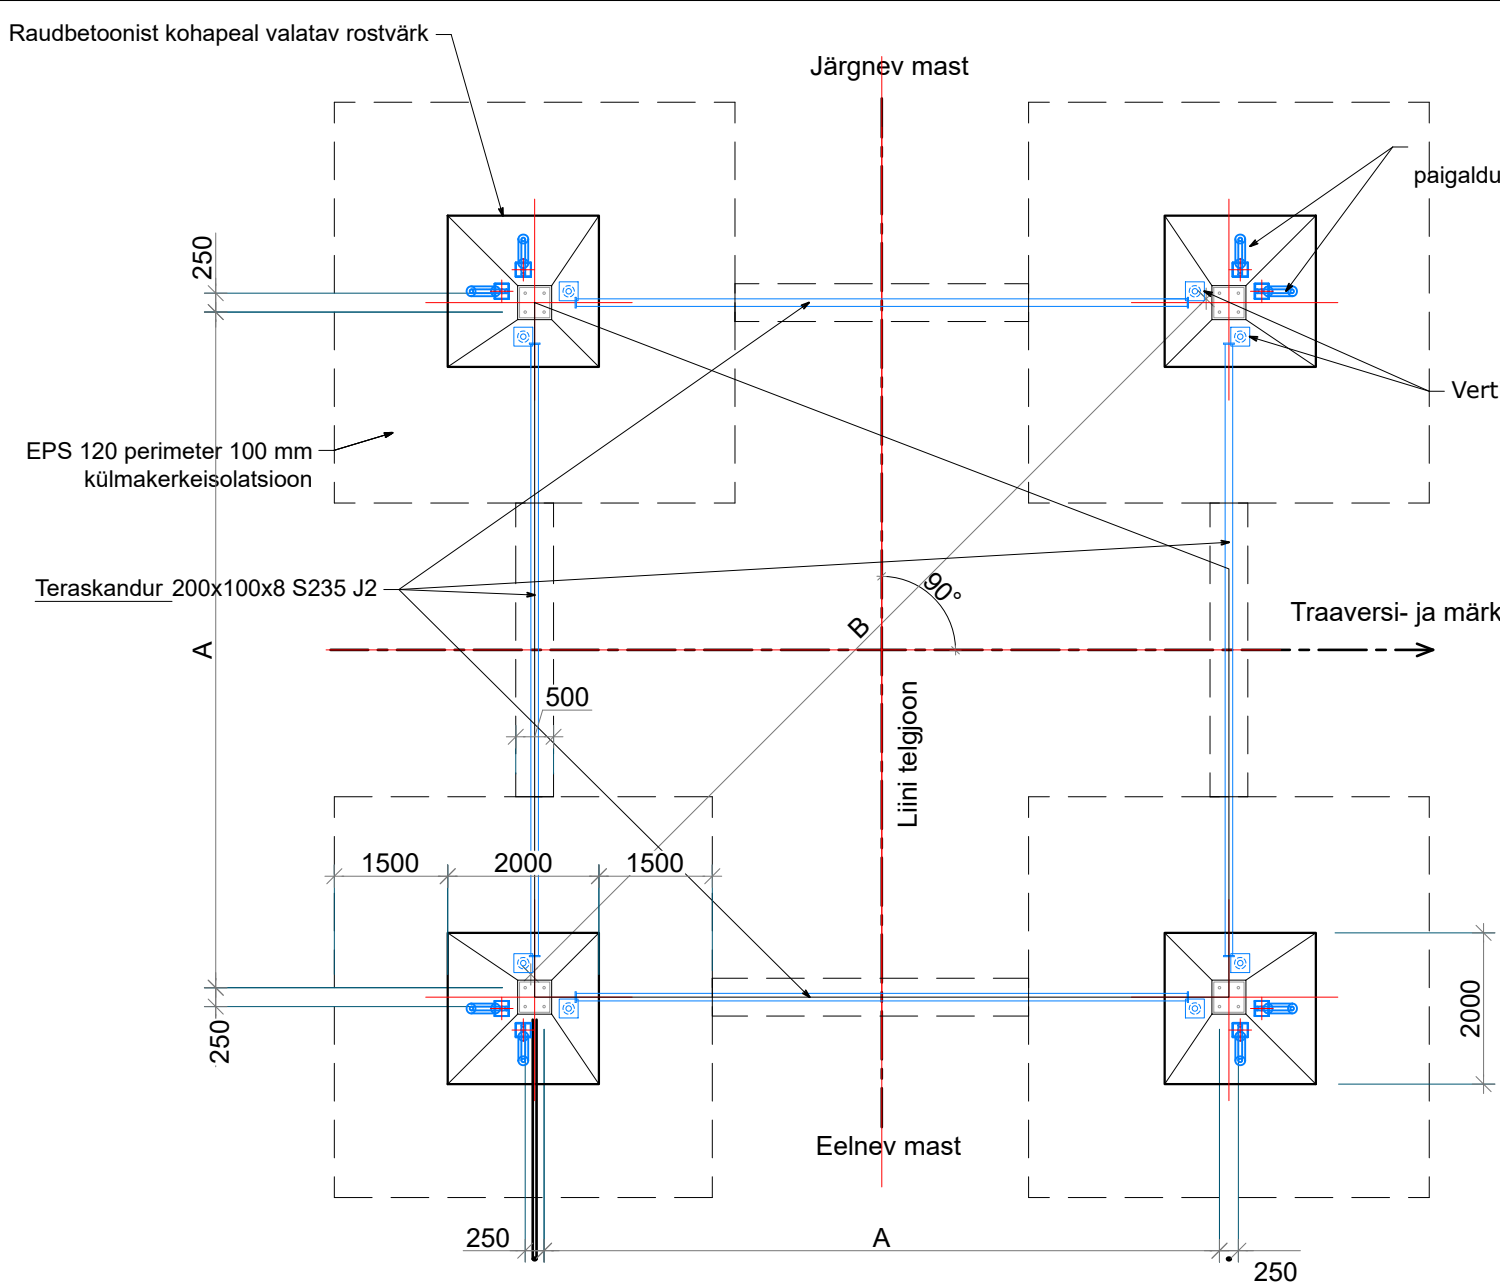 Raudbetoonist kohapeal valatav rostvärk
Järgnev mast
paigaldu
250
Vert
EPS 120 perimeter 100 mm
külmakerkeisolatsioon
Teraskandur 200x100x8 S235 J2
90°
Traaversi- ja märk
B
A
500
Liini telgjoon
1500
2000
1500
2000
250
Eelnev mast
250
A
250